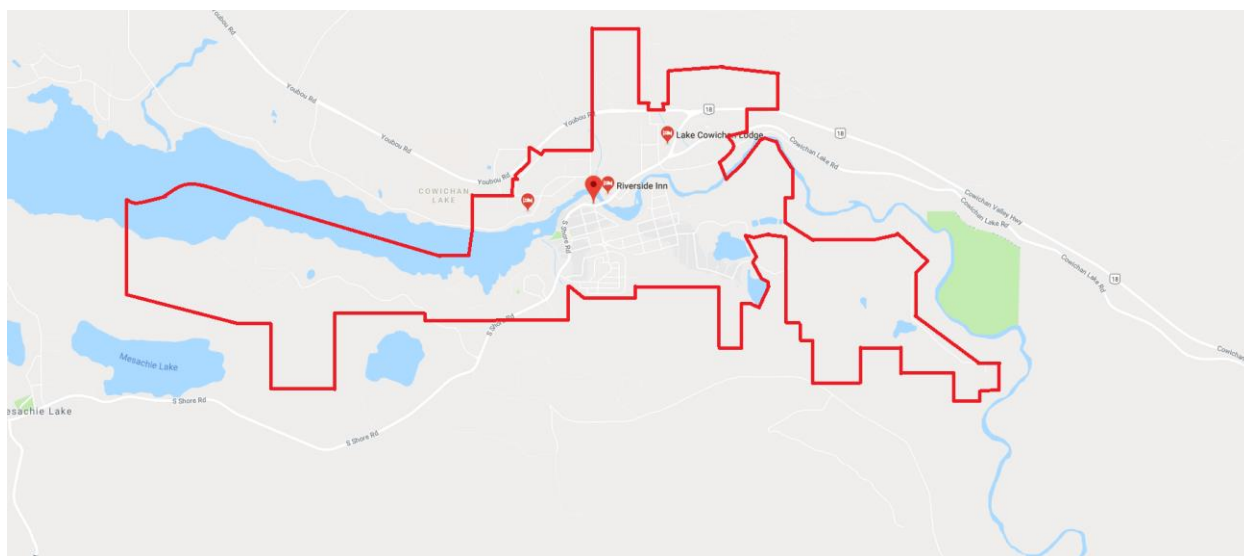 Youbou Rd
Youbou Rd
Youbou Rd
Youbou Rd
18
Lake Cowichan Lodge
18
Cowichan Lake Rd
Youbou Rd
COWICHAN
LAKE
Riverside Inn
Cowichan Valley Hwy
Cowichan Lake Rd
S Shore Rd
Cowichan Lake Rd
18
S Shore Rd
Cowichan
Mesachie Lake
S Shore Rd
esachie Lake
S Shore Rd